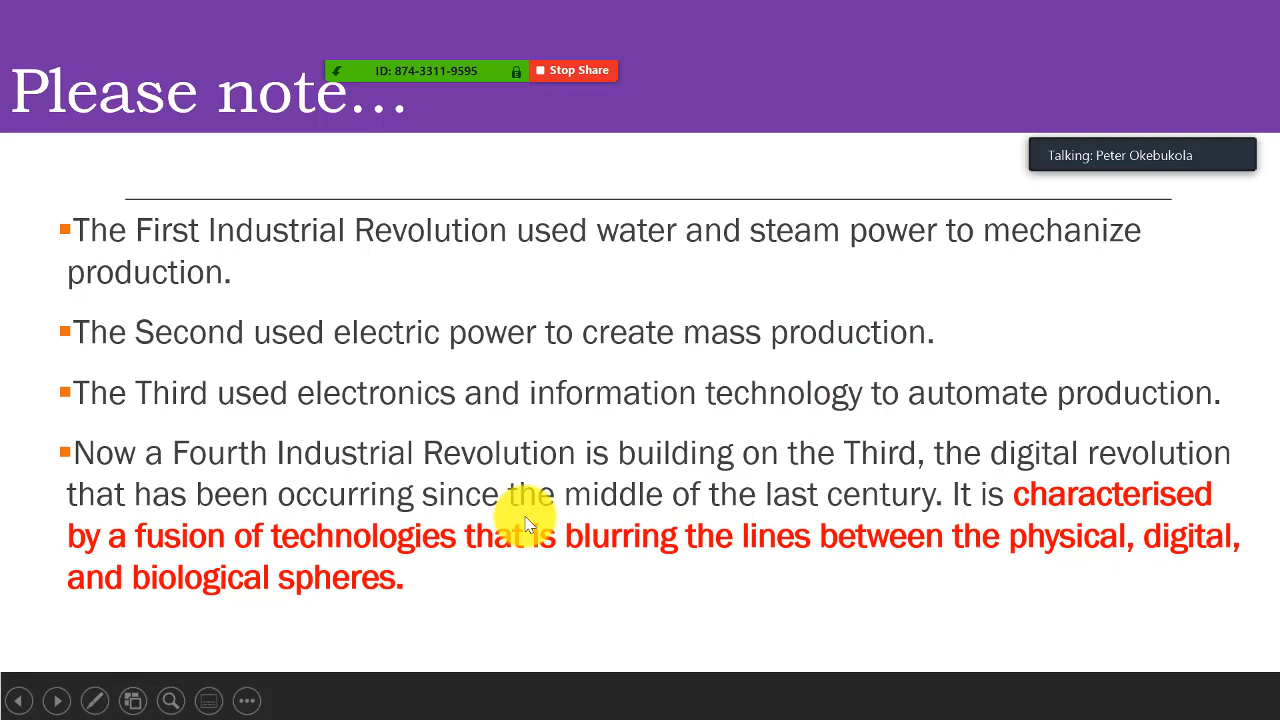 ID: 874-3311-9595
Stop Share
Please note...
Talking: Peter Okebukola
The First Industrial Revolution used water and steam power to mechanize
production.
The Second used electric power to create mass production.
The Third used electronics and information technology to automate production.
Now a Fourth Industrial Revolution is building on the Third, the digital revolution
that has been occurring since the middle of the last century. It is characterised
by a fusion of technologies that is blurring the lines between the physical, digital,
and biological spheres.